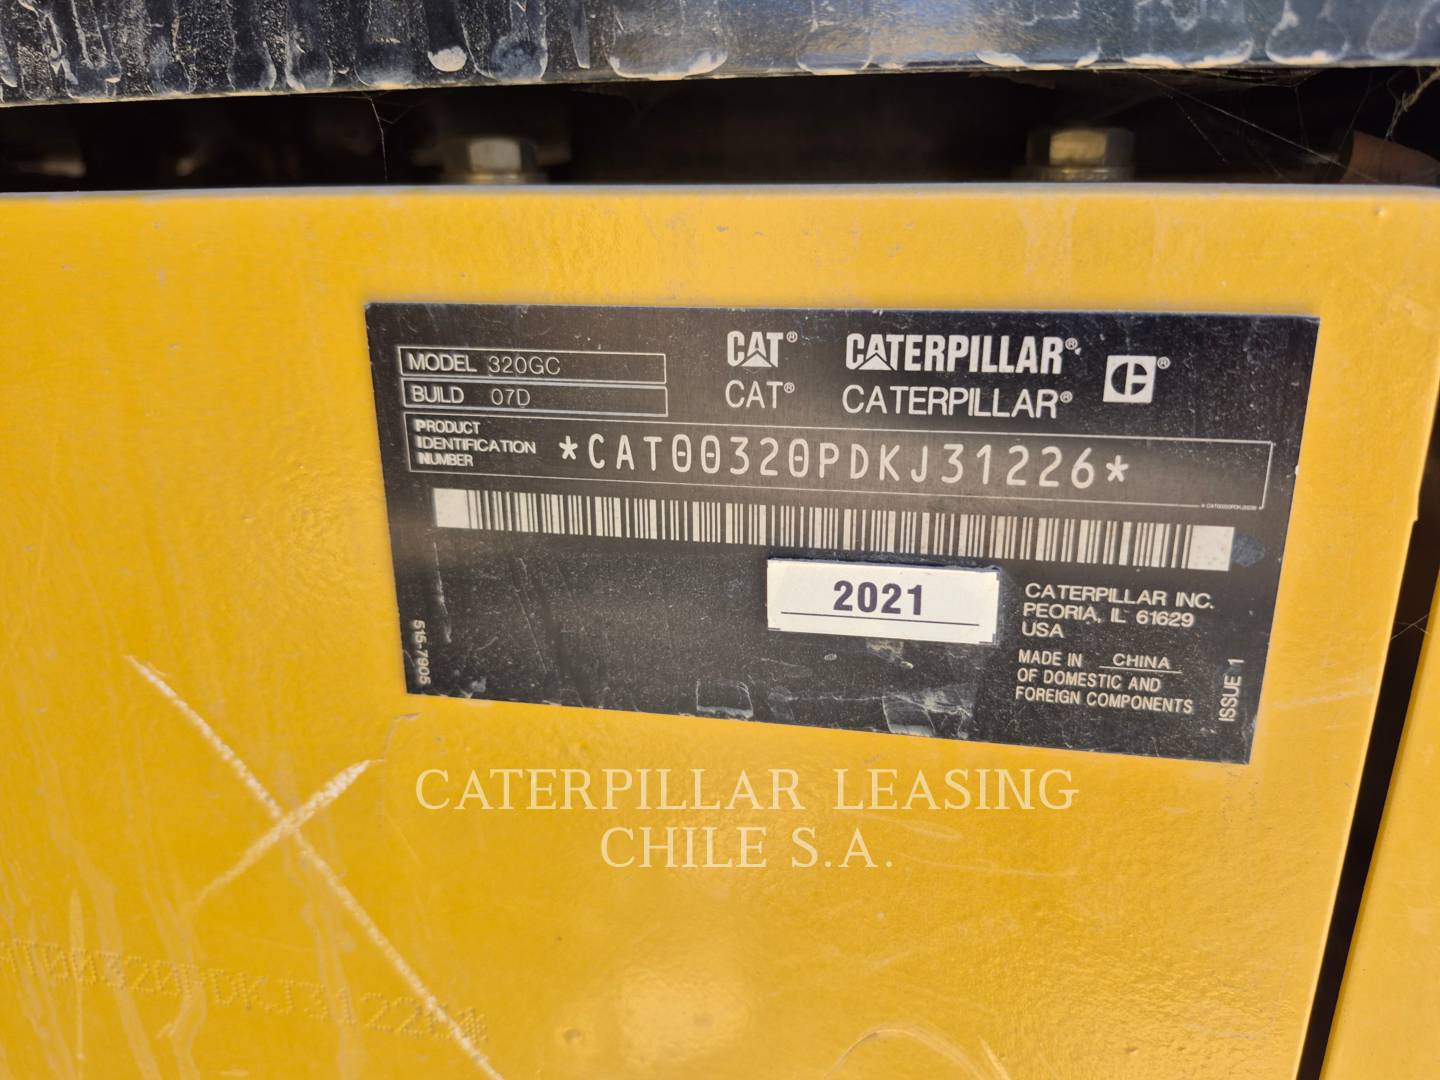 MODEL 320GC
BUILD 07D
CAT® CATERPILLAR® ®
CAT® CATERPILLAR®
PRODUCT
IDENTIFICATION
NUMBER
*CAT00320PDKJ31226*
2021
CATERPILLAR INC.
PEORIA, IL 61629
USA
MADE IN CHINA
OF DOMESTIC AND
FOREIGN COMPONENTS
515-7905
ISSUE 1
CATERPILLAR LEASING
CHILE S.A.